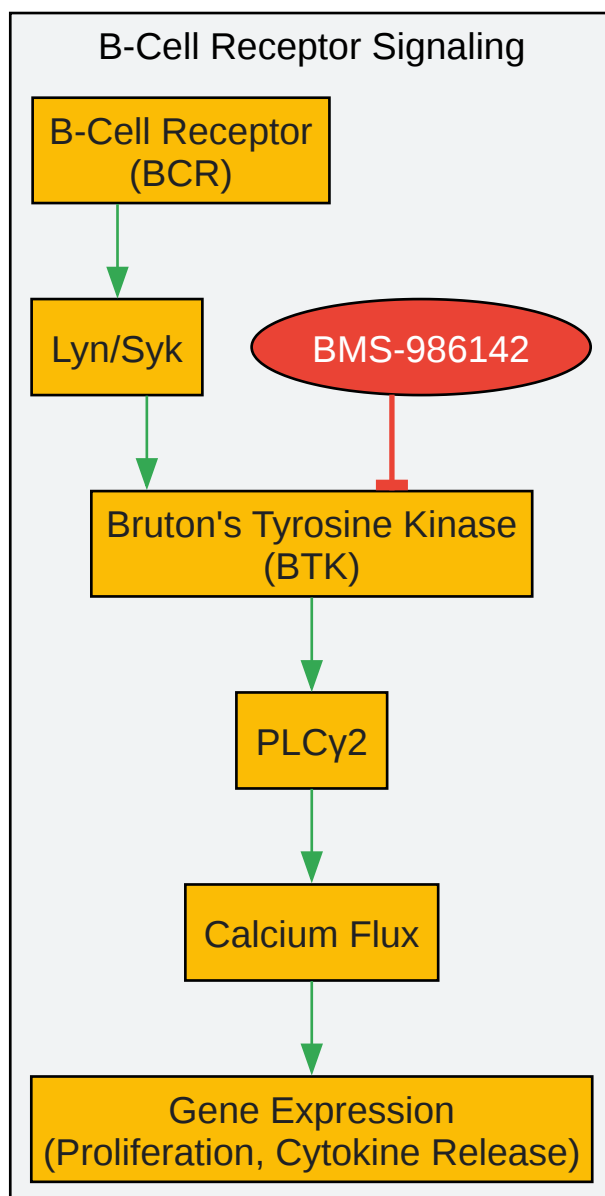 B-Cell Receptor Signaling
B-Cell Receptor
(BCR)
Lyn/Syk
BMS-986142
Bruton's Tyrosine Kinase
(BTK)
PLCγ2
Calcium Flux
Gene Expression
(Proliferation, Cytokine Release)